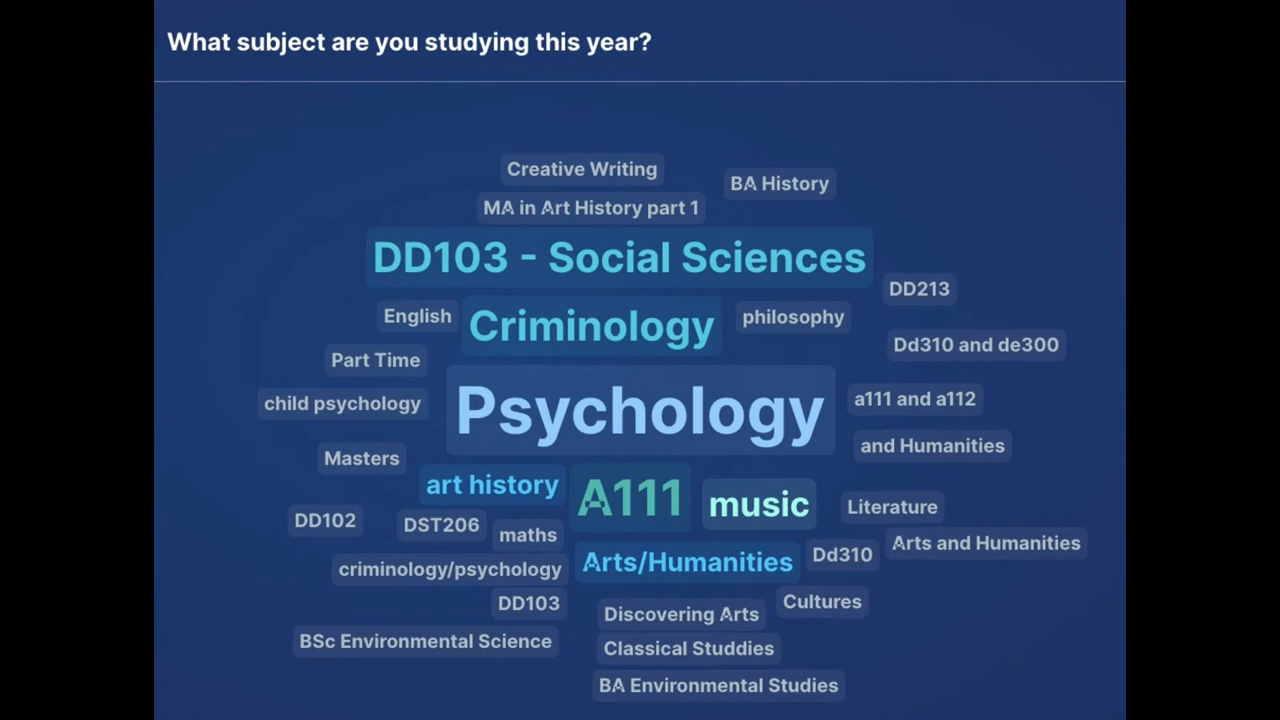 What subject are you studying this year?
Creative Writing
BA History
MA in Art History part 1
DD103 - Social Sciences
DD213
English
Criminology
philosophy
Dd310 and de300
Part Time
child psychology
Psychology
a111 and a112
and Humanities
Masters
art history
A111
music
Literature
DD102
DST206
maths
Arts and Humanities
criminology/psychology
Arts/Humanities
Dd310
DD103
Discovering Arts
Cultures
BSc Environmental Science
Classical Studdies
BA Environmental Studies